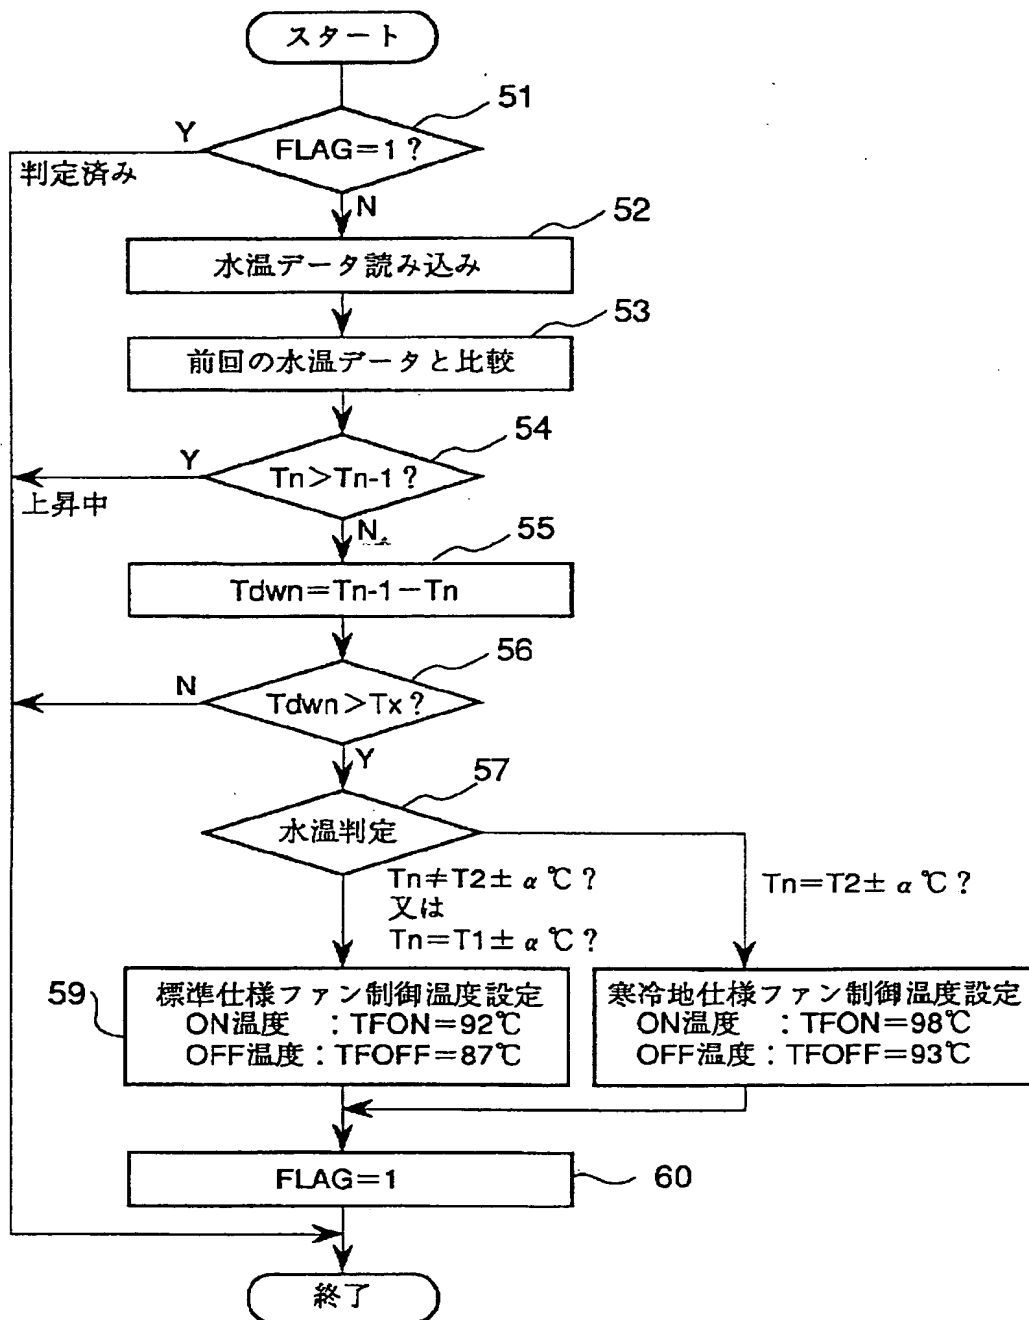 スタート
51
FLAG=1?
Y
判定済み
N
52
水温データ読み込み
53
前回の水温データと比較
54
Tn>Tn-1?
Y
上昇中
N
55
Tdwn=Tn-1-Tn
56
Tdwn>Tx?
N
Y
57
水温判定
Tn≠T2±α℃?
又は
Tn=T1±α℃?
Tn=T2±α℃?
59
標準仕様ファン制御温度設定
ON温度 :TFON=92℃
OFF温度:TFOFF=87℃
寒冷地仕様ファン制御温度設定
ON温度 :TFON=98℃
OFF温度:TFOFF=93℃
FLAG=1
60
終了